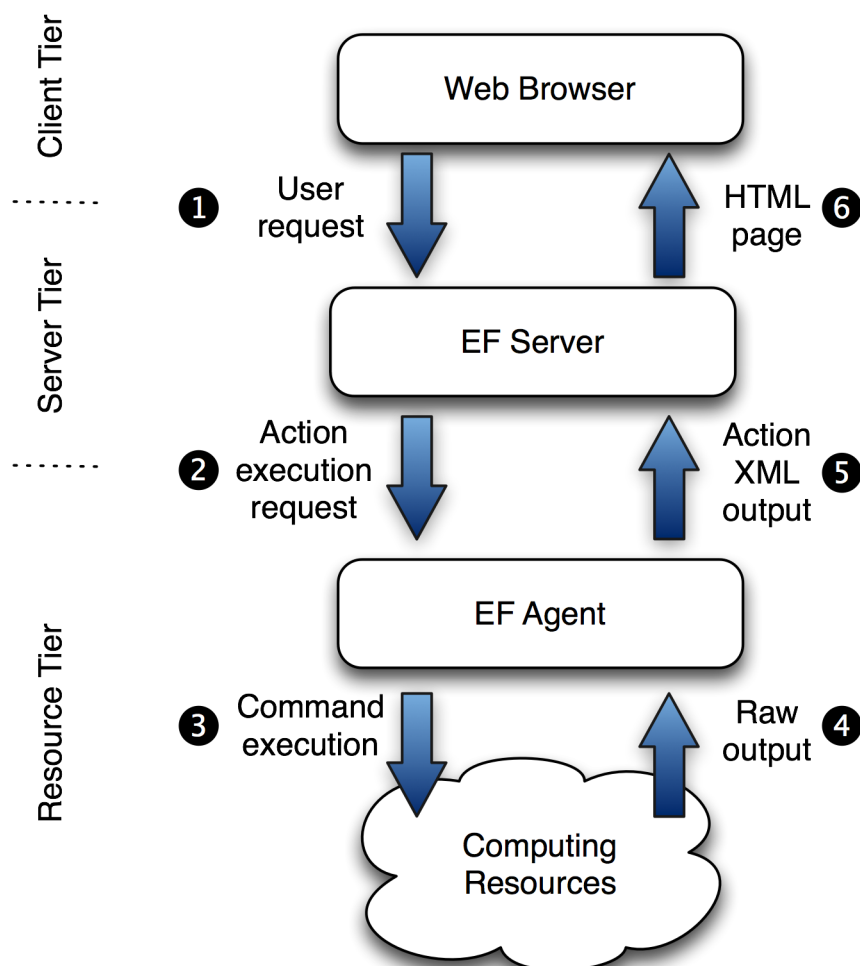 Client Tier
Web Browser
1
User
request
HTML
page
6
Server Tier
EF Server
2
Action
execution
request
Action
XML
output
5
Resource Tier
EF Agent
3
Command
execution
Raw
output
4
Computing
Resources